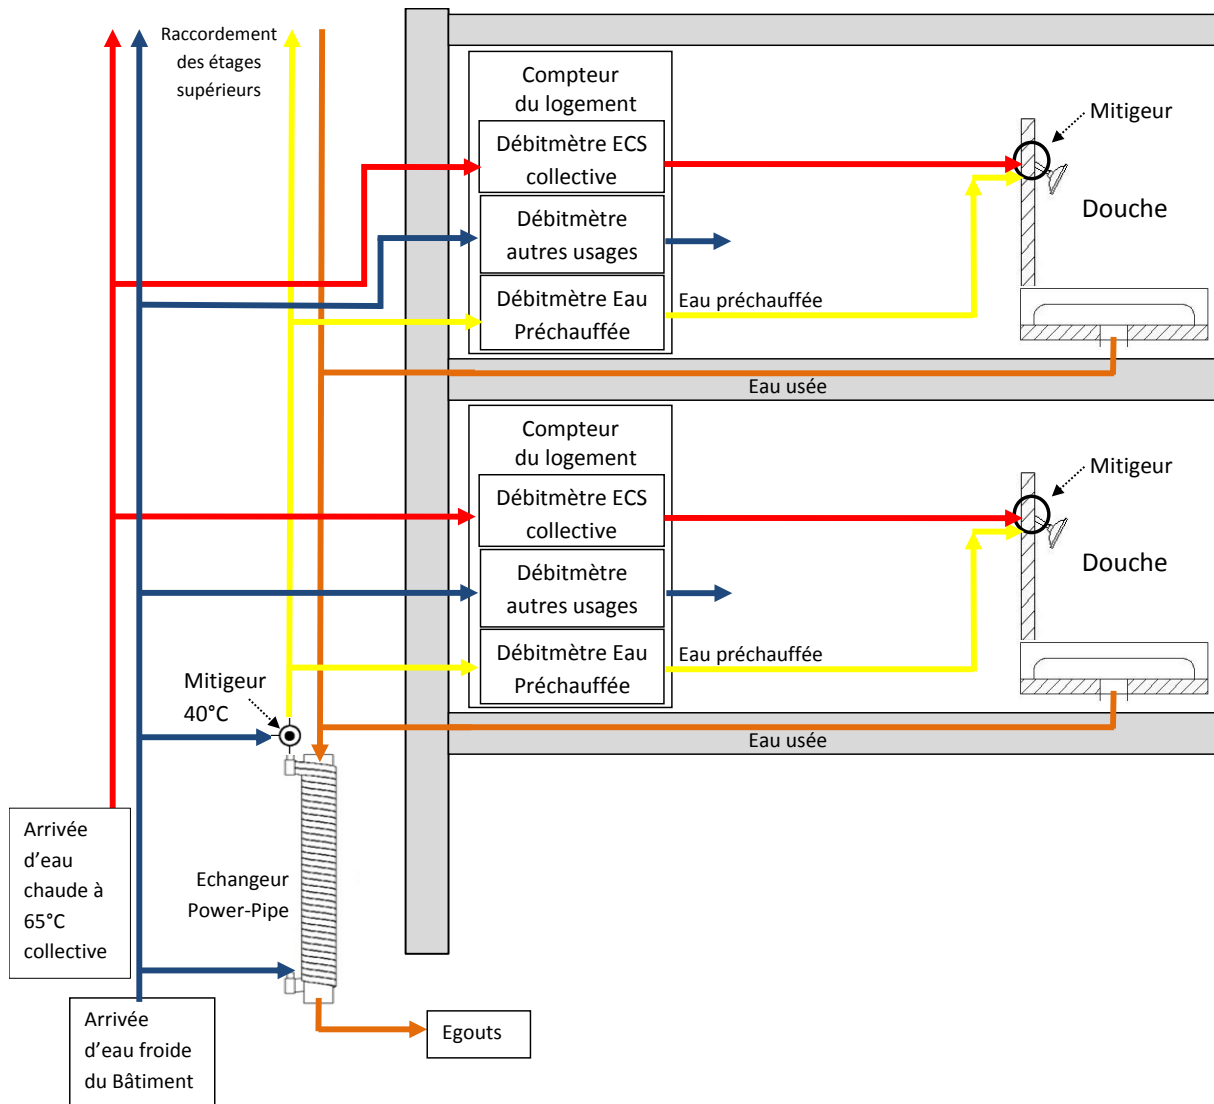 Raccordement
des étages
supérieurs
Compteur
du logement
Débitmètre ECS
collective
Débitmètre
autres usages
Débitmètre Eau
Préchauffée
Eau préchauffée
Mitigeur
Douche
Eau usée
Compteur
du logement
Débitmètre ECS
collective
Débitmètre
autres usages
Débitmètre Eau
Préchauffée
Eau préchauffée
Mitigeur
Douche
Eau usée
Mitigeur
40°C
Arrivée
d’eau
chaude à
65°C
collective
Echangeur
Power-Pipe
Arrivée
d’eau froide
du Bâtiment
Egouts